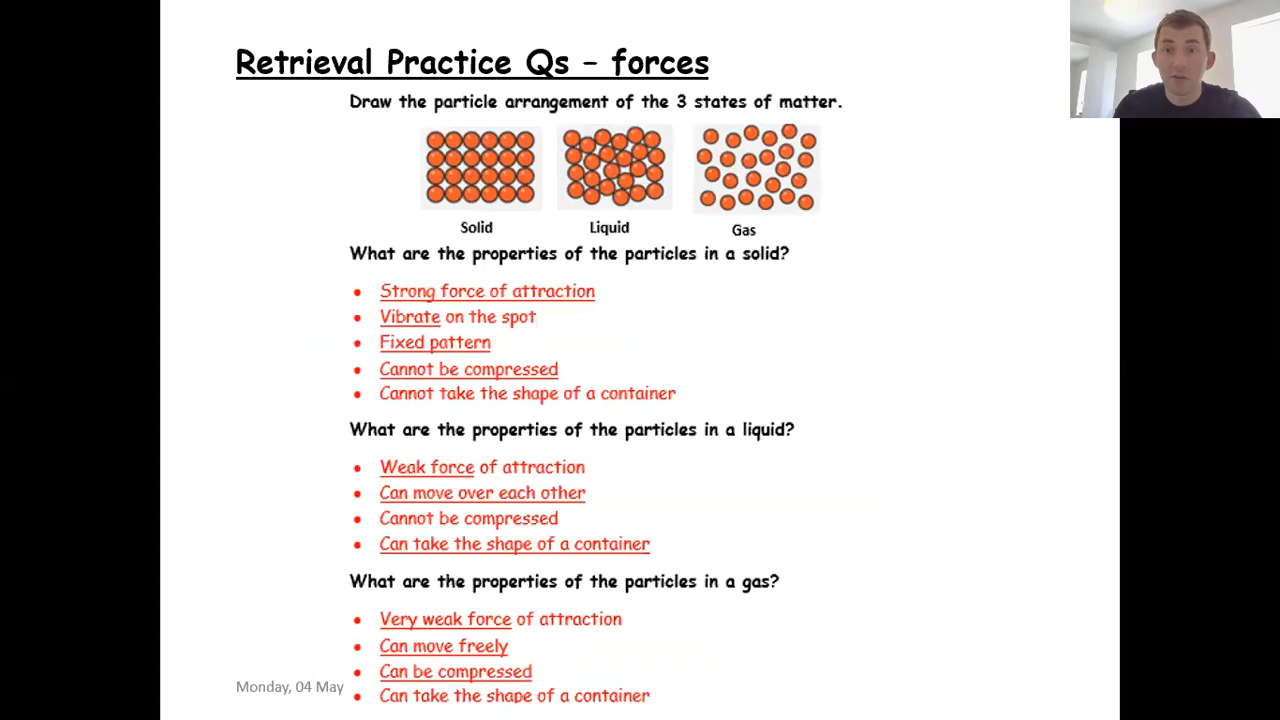 Retrieval Practice Qs – forces
Draw the particle arrangement of the 3 states of matter.
Solid
Liquid
Gas
What are the properties of the particles in a solid?
• Strong force of attraction
• Vibrate on the spot
• Fixed pattern
• Cannot be compressed
• Cannot take the shape of a container
What are the properties of the particles in a liquid?
• Weak force of attraction
• Can move over each other
• Cannot be compressed
• Can take the shape of a container
What are the properties of the particles in a gas?
• Very weak force of attraction
• Can move freely
• Can be compressed
• Can take the shape of a container
Monday, 04 May